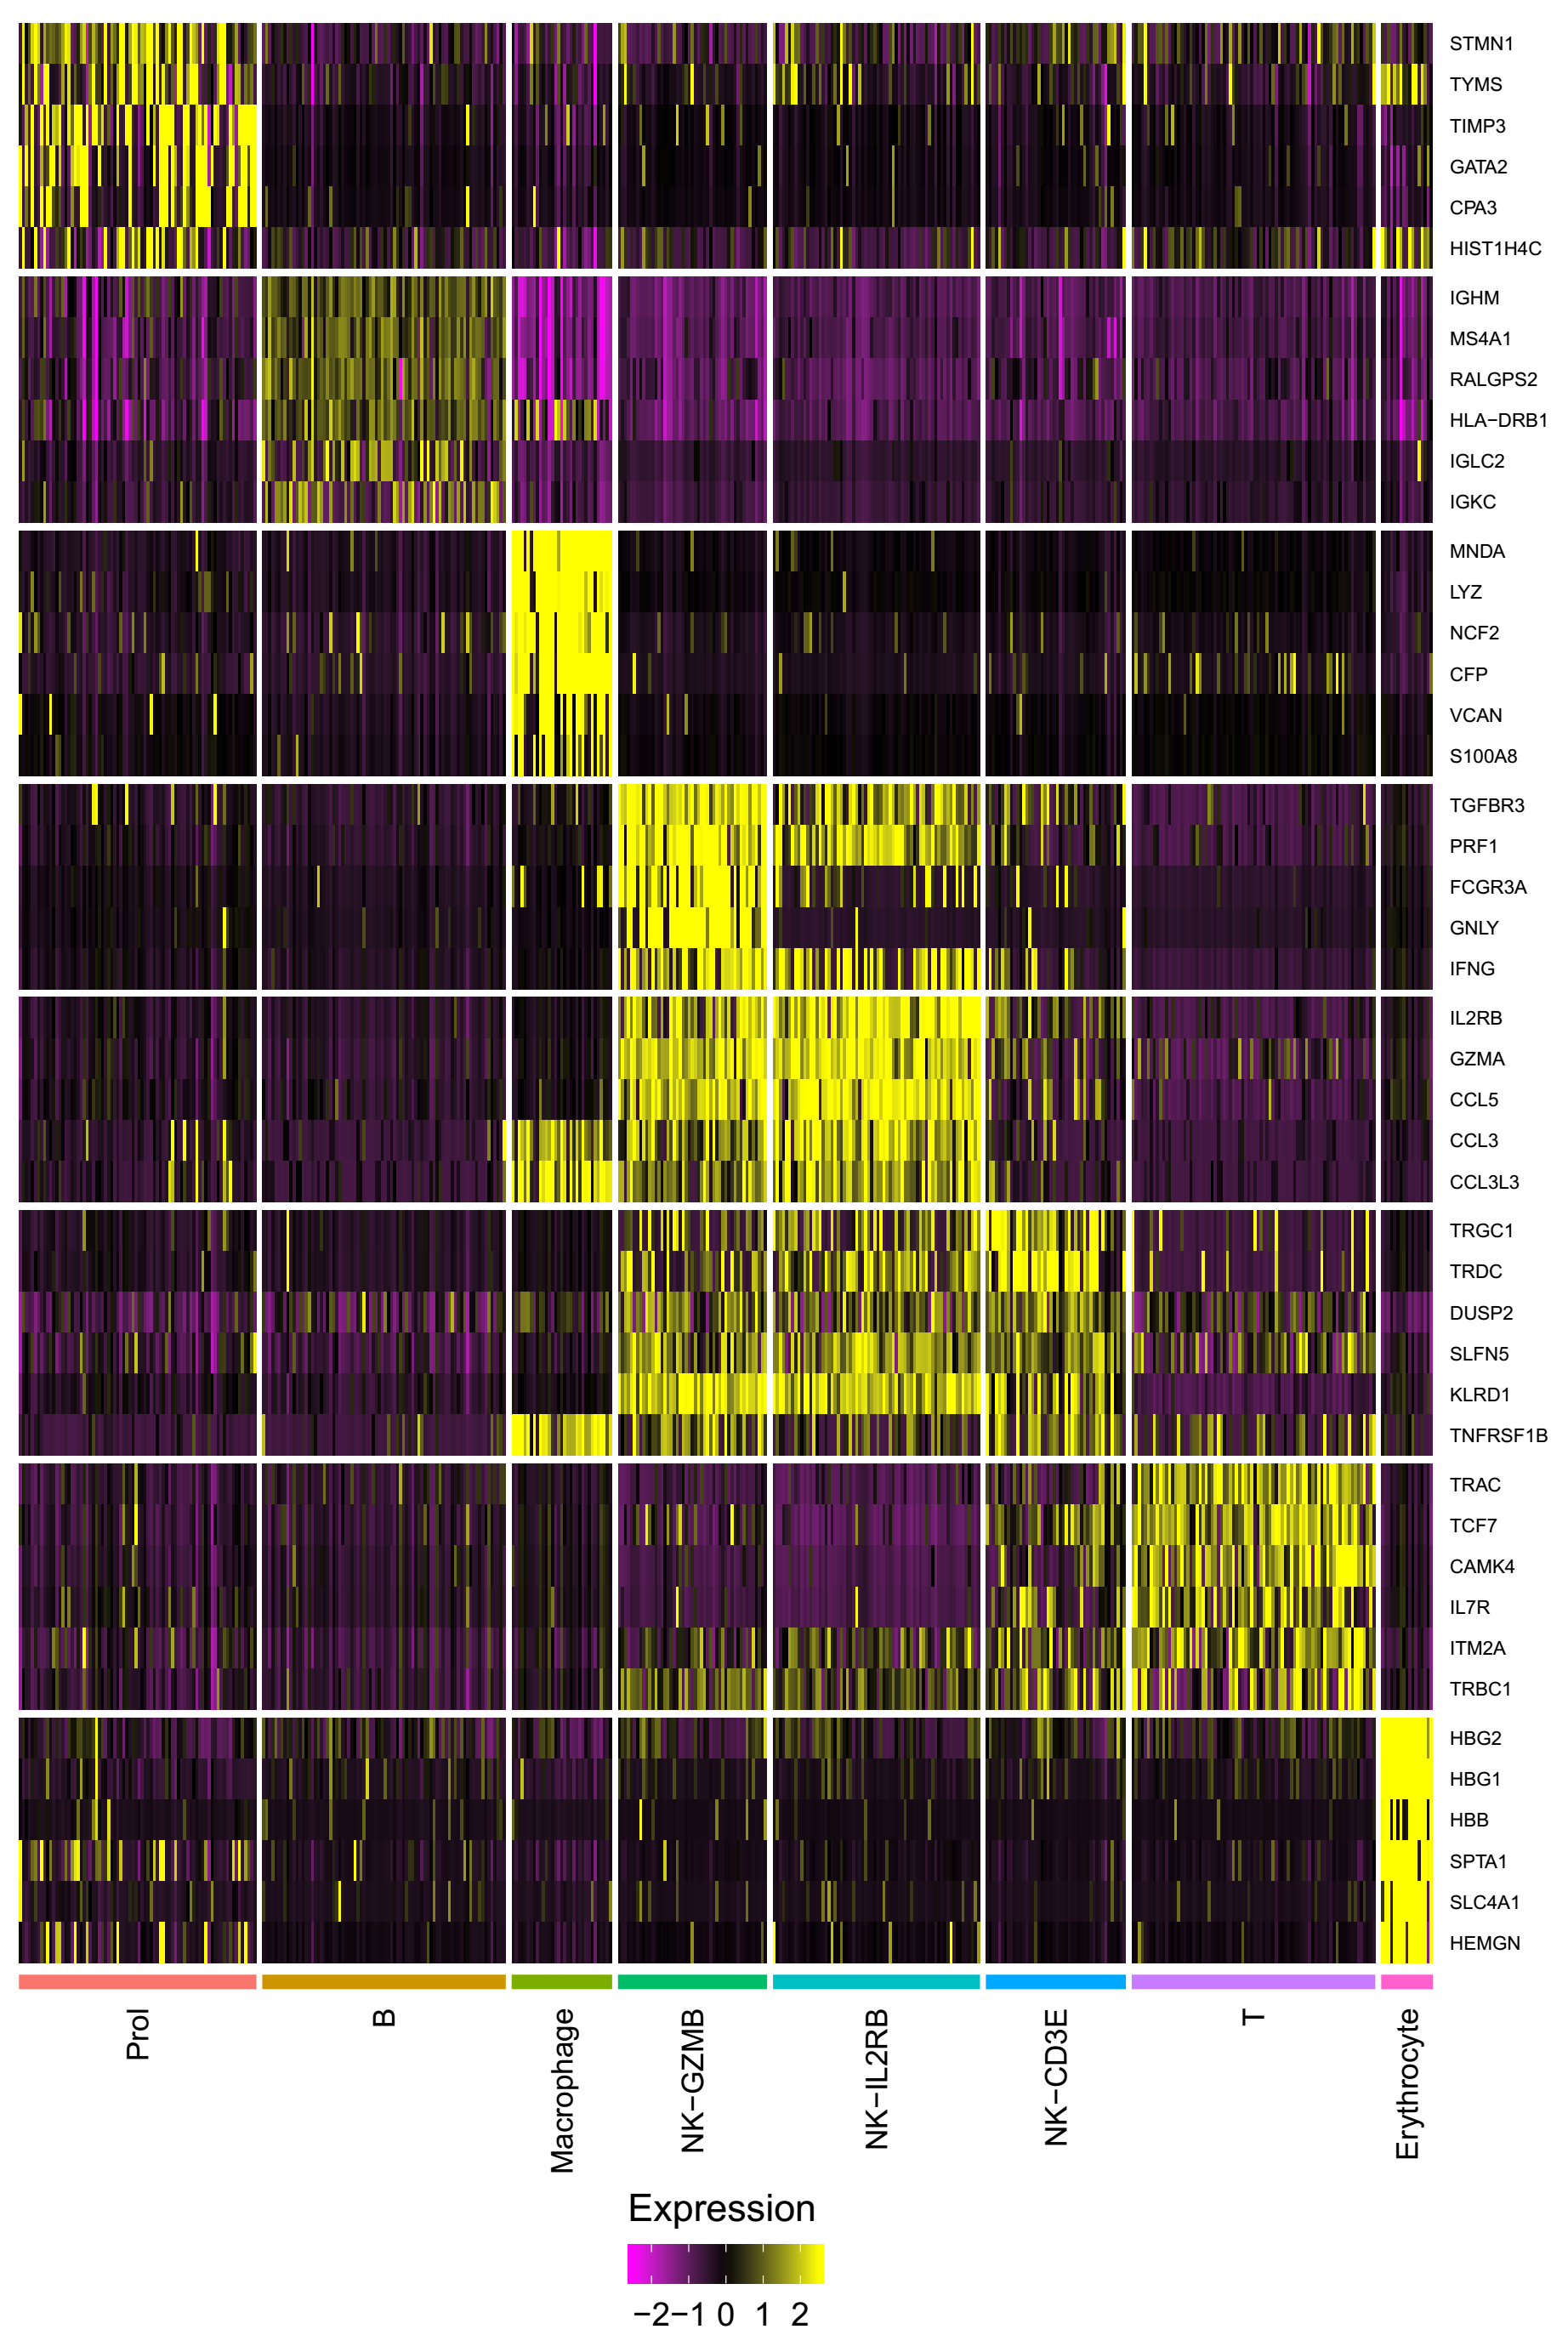 STMN1
TYMS
TIMP3
GATA2
CPA3
HIST1H4C
IGHM
MS4A1
RALGPS2
HLA−DRB1
IGLC2
IGKC
MNDA
LYZ
NCF2
CFP
VCAN
S100A8
TGFBR3
PRF1
FCGR3A
GNLY
IFNG
IL2RB
GZMA
CCL5
CCL3
CCL3L3
TRGC1
TRDC
DUSP2
SLFN5
KLRD1
TNFRSF1B
TRAC
TCF7
CAMK4
IL7R
ITM2A
TRBC1
HBG2
HBG1
HBB
SPTA1
SLC4A1
HEMGN
Prol
B
Macrophage
NK−GZMB
NK−IL2RB
NK−CD3E
T
Erythrocyte
Expression
−2 −1 0 1 2